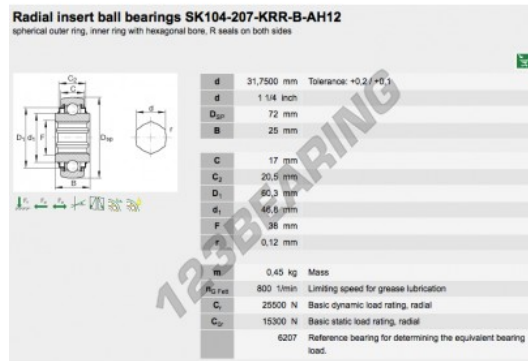 Radial insert ball bearings SK104-207-KRR-B-AH12
spherical outer ring, inner ring with hexagonal bore, R seals on both sides
C2
C
d
D1 d1 F DSP r
B
d 31,7500 mm Tolerance: +0,2 / +0,1
d 1 1/4 inch
DSP 72 mm
B 25 mm
C 17 mm
C2 20,5 mm
D1 60,3 mm
d1 46,8 mm
F 38 mm
r 0,12 mm
m 0,45 kg Mass
nG Fett 800 1/min Limiting speed for grease lubrication
Cr 25500 N Basic dynamic load rating, radial
C0r 15300 N Basic static load rating, radial
6207 Reference bearing for determining the equivalent bearing
load.
123BEARING